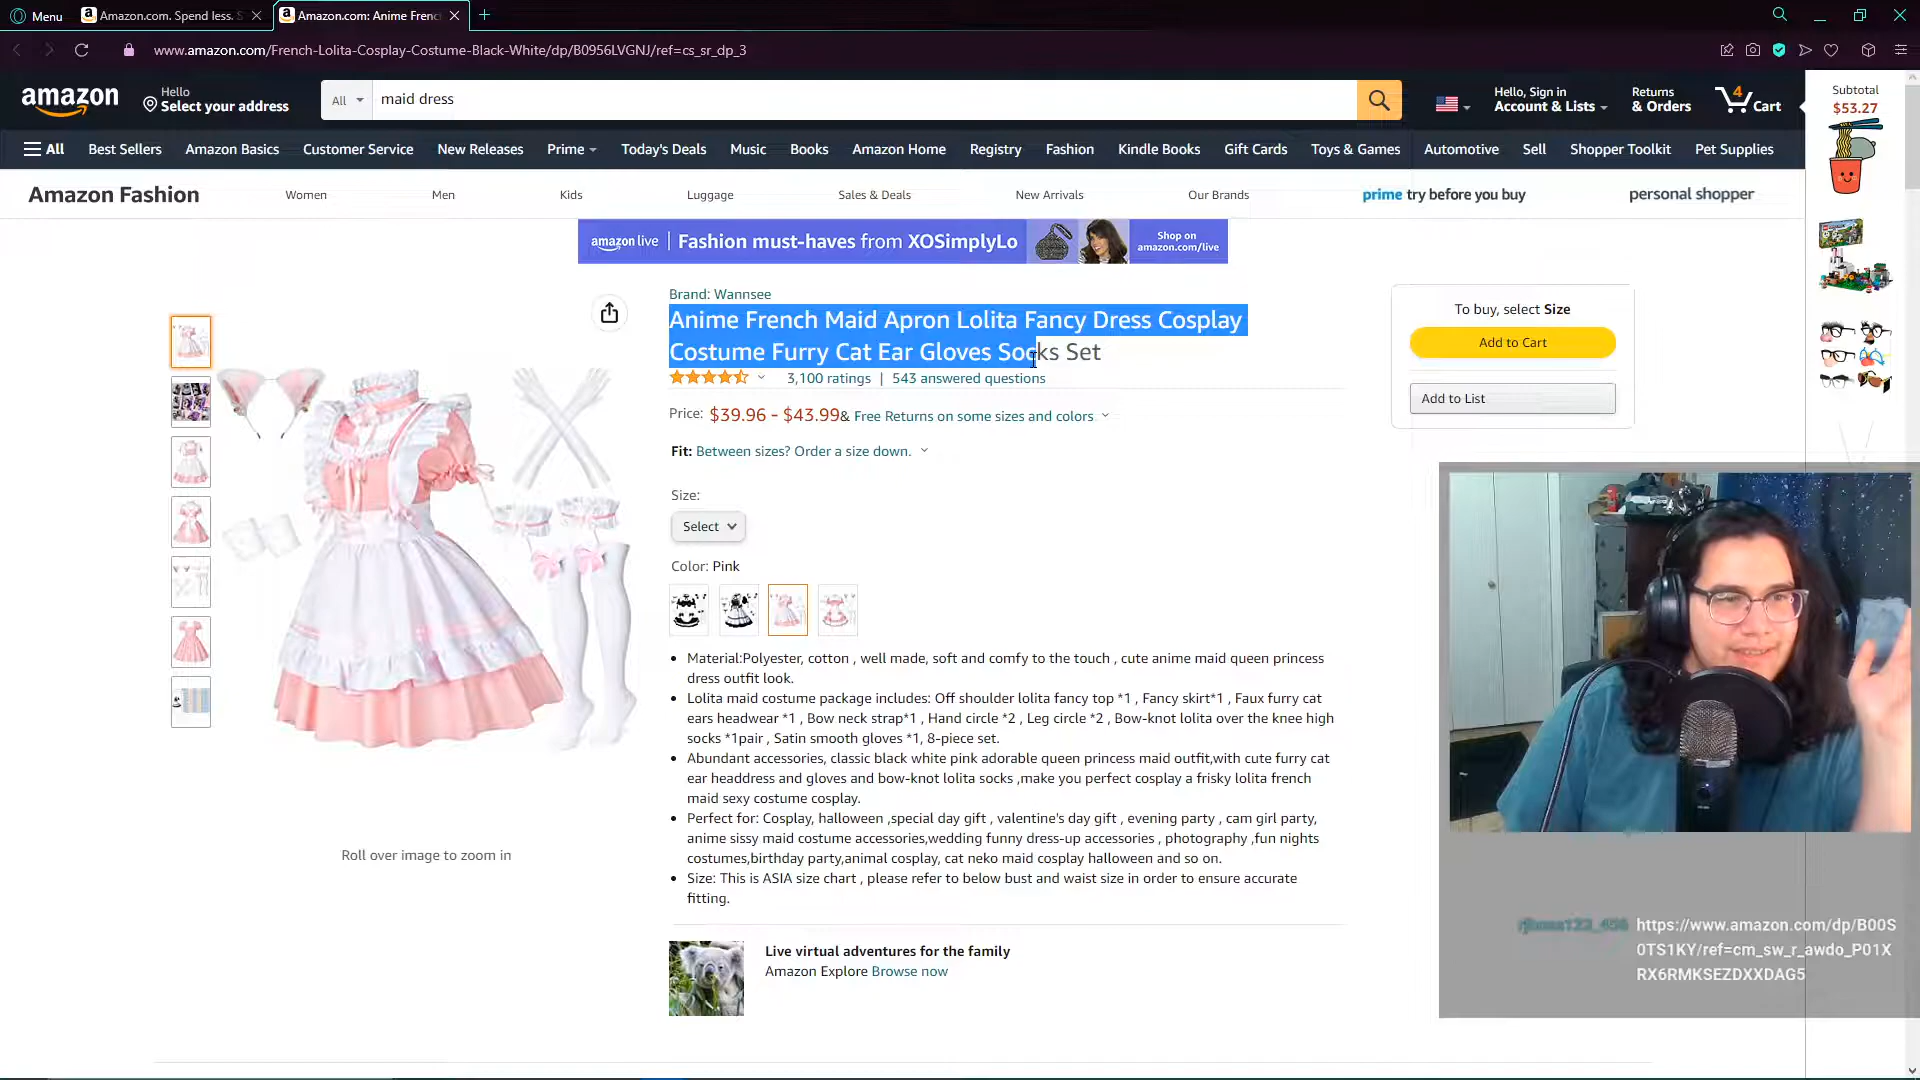 Menu
Amazon.com. Spend less. S
Amazon.com: Anime Frenc
www.amazon.com/French-Lolita-Cosplay-Costume-Black-White/dp/B0956LVGNJ/ref=cs_sr_dp_3
amazon
Hello
Select your address
All
maid dress
Hello, Sign in
Account & Lists
Returns
& Orders
4
Cart
Subtotal
$53.27
All
Best Sellers
Amazon Basics
Customer Service
New Releases
Prime
Today's Deals
Music
Books
Amazon Home
Registry
Fashion
Kindle Books
Gift Cards
Toys & Games
Automotive
Sell
Shopper Toolkit
Pet Supplies
Amazon Fashion
Women
Men
Kids
Luggage
Sales & Deals
New Arrivals
Our Brands
prime try before you buy
personal shopper
amazon live
Fashion must-haves from XOSimplyLo
Shop on
amazon.com/live
Brand: Wannsee
Anime French Maid Apron Lolita Fancy Dress Cosplay
Costume Furry Cat Ear Gloves Socks Set
3,100 ratings | 543 answered questions
Price: $39.96 - $43.99& Free Returns on some sizes and colors
Fit: Between sizes? Order a size down.
Size:
Select
Color: Pink
Material:Polyester, cotton , well made, soft and comfy to the touch , cute anime maid queen princess
dress outfit look.
Lolita maid costume package includes: Off shoulder lolita fancy top *1 , Fancy skirt*1 , Faux furry cat
ears headwear *1 , Bow neck strap*1 , Hand circle *2 , Leg circle *2 , Bow-knot lolita over the knee high
socks *1pair , Satin smooth gloves *1, 8-piece set.
Abundant accessories, classic black white pink adorable queen princess maid outfit,with cute furry cat
ear headdress and gloves and bow-knot lolita socks ,make you perfect cosplay a frisky lolita french
maid sexy costume cosplay.
Perfect for: Cosplay, halloween ,special day gift , valentine's day gift , evening party , cam girl party,
anime sissy maid costume accessories,wedding funny dress-up accessories , photography ,fun nights
costumes,birthday party,animal cosplay, cat neko maid cosplay halloween and so on.
Size: This is ASIA size chart , please refer to below bust and waist size in order to ensure accurate
fitting.
Roll over image to zoom in
Live virtual adventures for the family
Amazon Explore Browse now
To buy, select Size
Add to Cart
Add to List
https://www.amazon.com/dp/B00S
0TS1KY/ref=cm_sw_r_awdo_P01X
RX6RMKSEZDXXDAG5